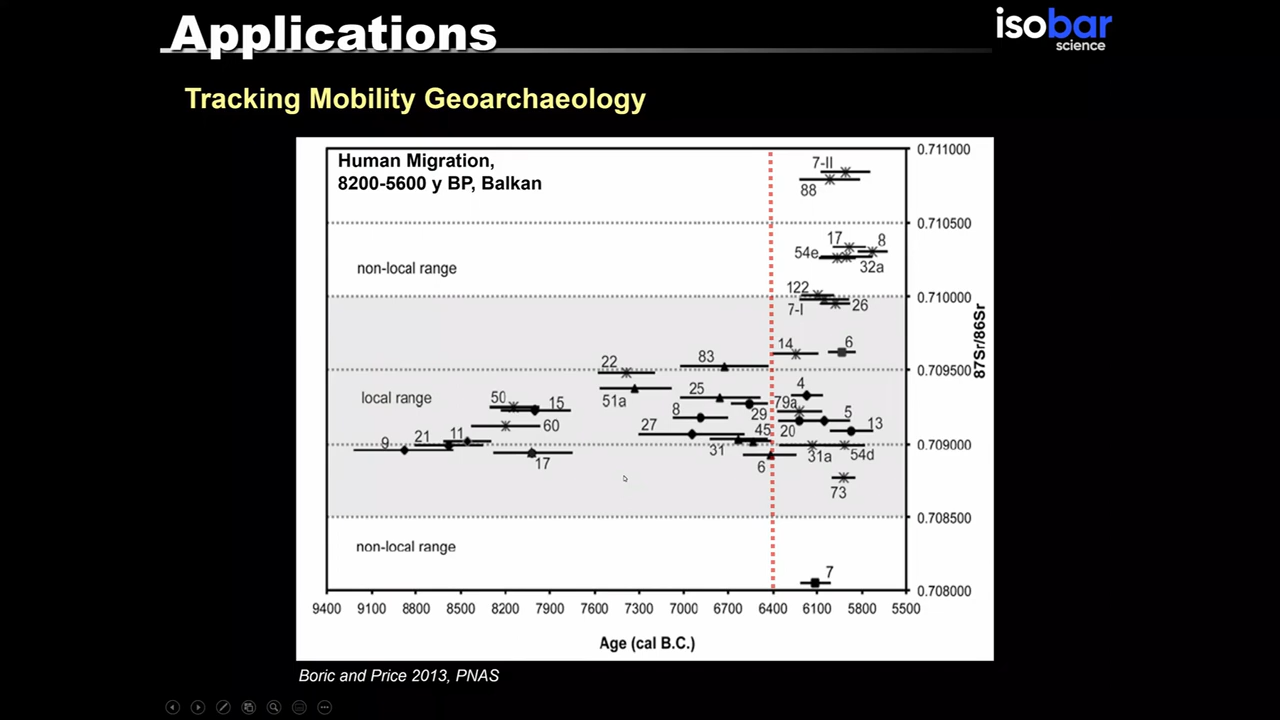 Applications
isobar
science
Tracking Mobility Geoarchaeology
Human Migration,
8200-5600 y BP, Balkan
non-local range
local range
non-local range
7-II
88
17
8
54e
32a
122
7-I
26
14
6
22
83
51a
25
4
50
15
8
29
79a
5
60
27
45
20
13
9
21
11
17
31
6
31a
54d
73
7
0.711000
0.710500
0.710000
0.709500
0.709000
0.708500
0.708000
87Sr/86Sr
9400 9100 8800 8500 8200 7900 7600 7300 7000 6700 6400 6100 5800 5500
Age (cal B.C.)
Boric and Price 2013, PNAS